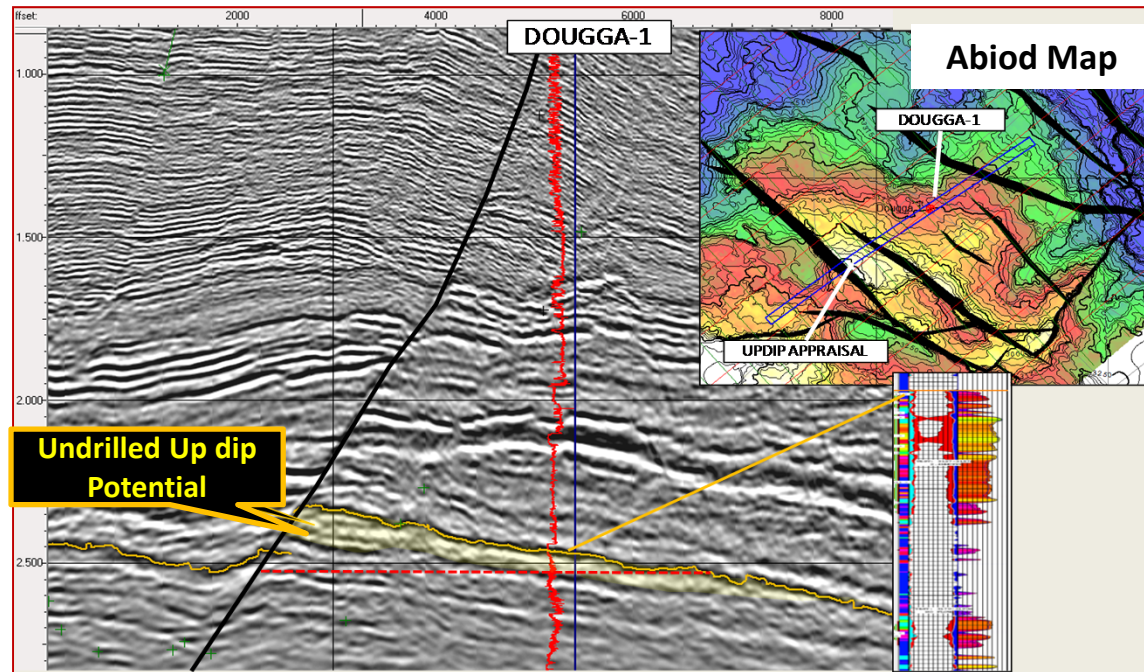 ffset:
2000
4000
6000
8000
DOUGGA-1
Abiod Map
DOUGGA-1
UPDIP APPRAISAL
1.000
1.500
2.000
2.500
Undrilled Up dip
Potential